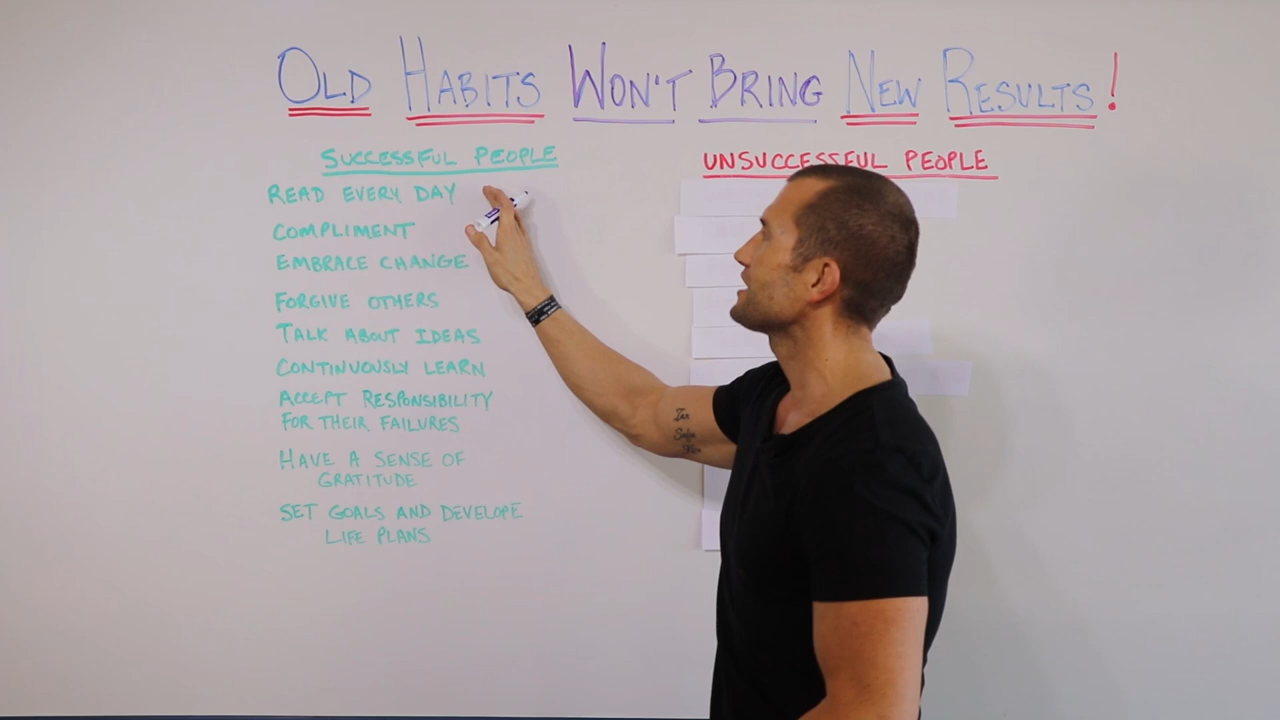 OLD HABITS WON'T BRING NEW RESULTS!
SUCCESSFUL PEOPLE
READ EVERY DAY
COMPLIMENT
EMBRACE CHANGE
FORGIVE OTHERS
TALK ABOUT IDEAS
CONTINUOUSLY LEARN
ACCEPT RESPONSIBILITY
FOR THEIR FAILURES
HAVE A SENSE OF
GRATITUDE
SET GOALS AND DEVELOPE
LIFE PLANS
UNSUCCESSFUL PEOPLE